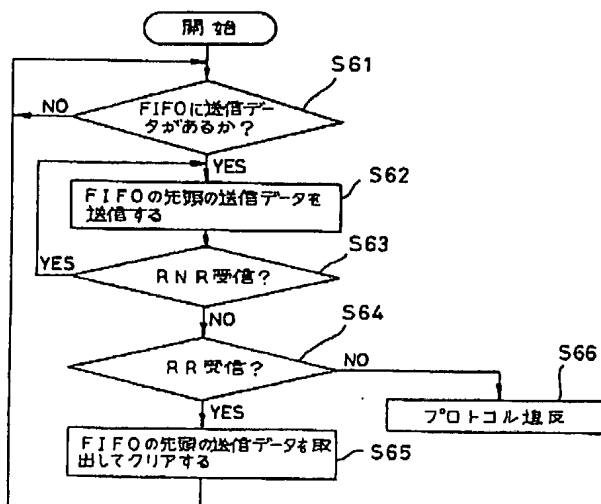 開始
S61
NO
FIFOに送信デー
タがあるか？
YES
S62
FIFOの先頭の送信データを
送信する
S63
YES
RNR受信？
NO
S64
RR受信？
NO
S66
YES
プロトコル違反
FIFOの先頭の送信データを取
出してクリアする
S65